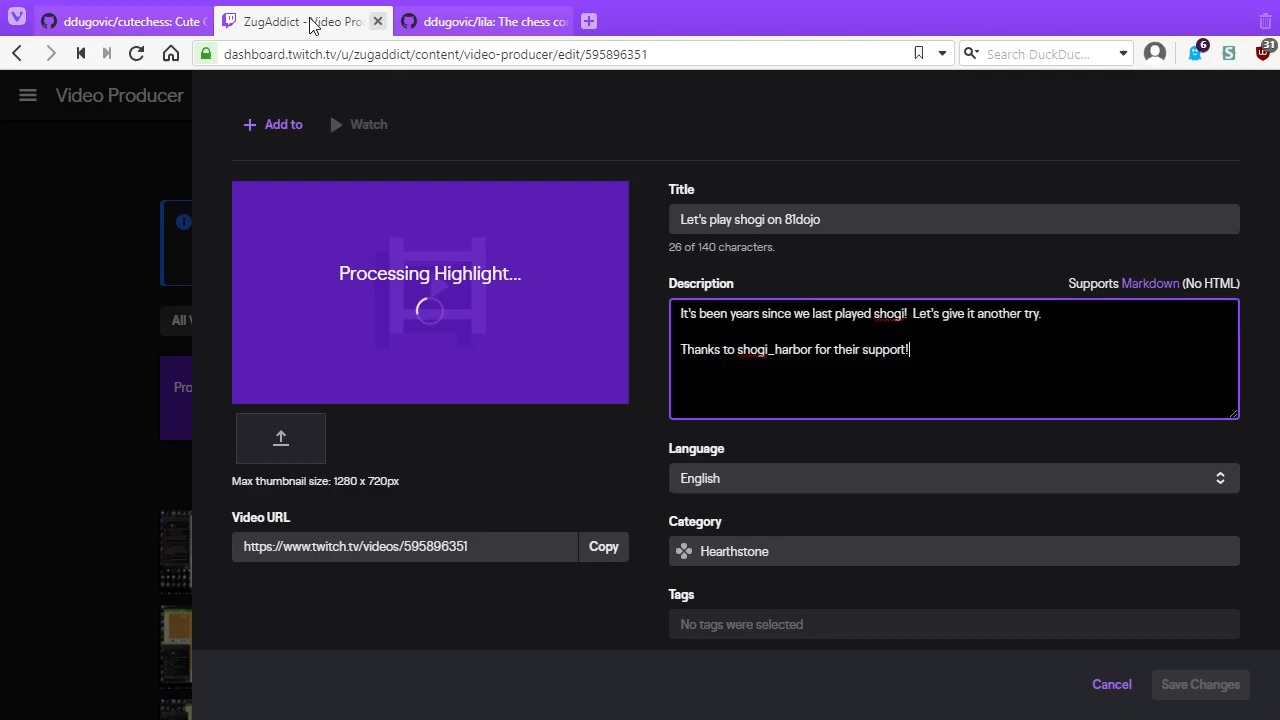 ddugovic/cutechess: Cute C
ZugAddict - Video Pro
ddugovic/lila: The chess co
dashboard.twitch.tv/u/zugaddict/content/video-producer/edit/595896351
Search DuckDuc...
6
31
Video Producer
Add to
Watch
Processing Highlight...
Max thumbnail size: 1280 x 720px
Video URL
https://www.twitch.tv/videos/595896351
Copy
Title
Let's play shogi on 81dojo
26 of 140 characters.
Description
Supports Markdown (No HTML)
It's been years since we last played shogi!  Let's give it another try.
Thanks to shogi_harbor for their support!
Language
English
Category
Hearthstone
Tags
No tags were selected
All V
Pro
Cancel
Save Changes